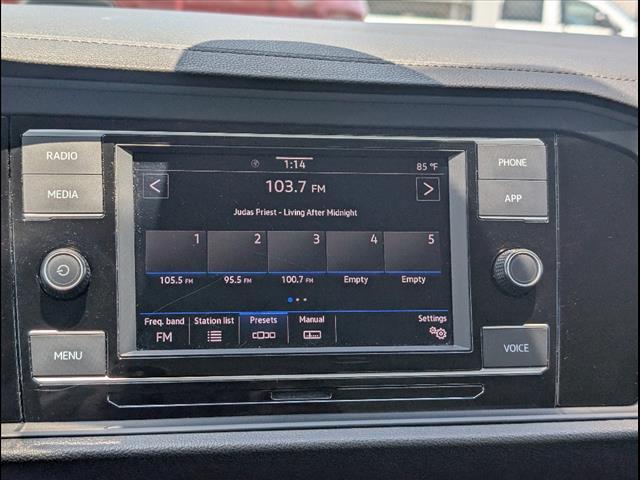 RADIO
MEDIA
MENU
1:14
85 °F
<
103.7 FM
>
Judas Priest - Living After Midnight
1 2 3 4 5
105.5 FM 95.5 FM 100.7 FM Empty Empty
Freq. band Station list Presets Manual Settings
FM
PHONE
APP
VOICE